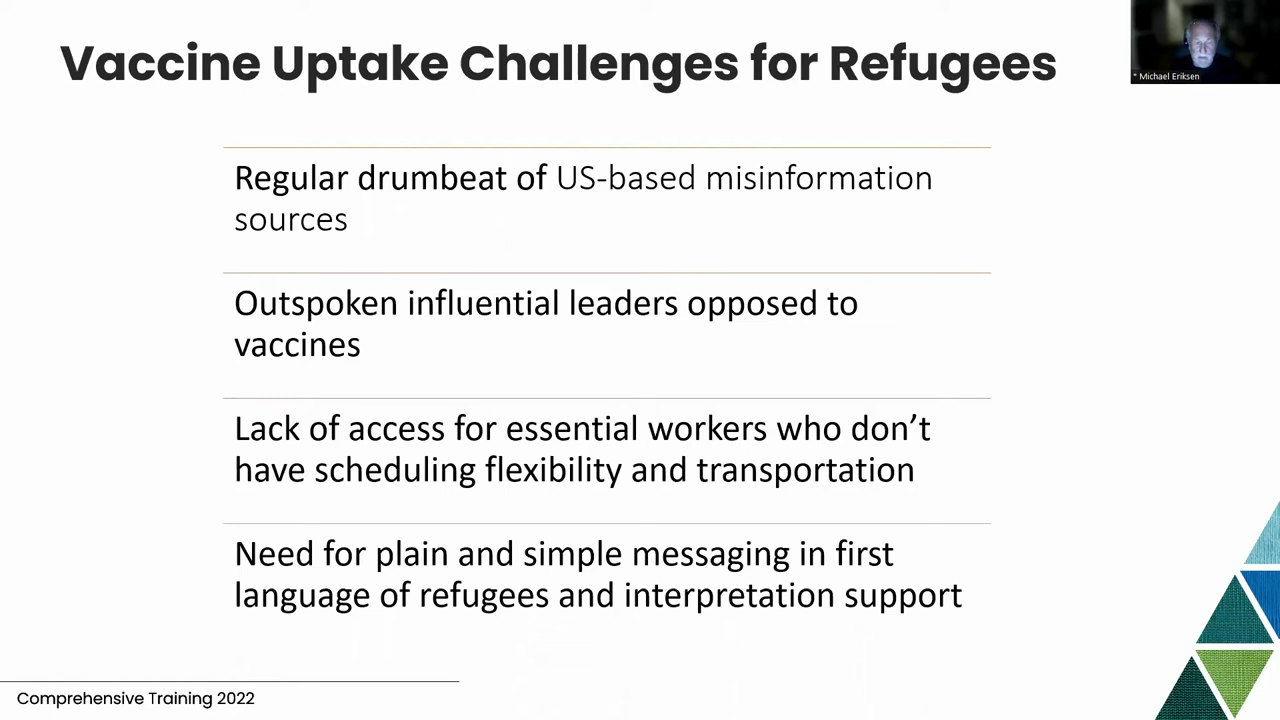 Vaccine Uptake Challenges for Refugees
* Michael Eriksen
Regular drumbeat of US-based misinformation
sources
Outspoken influential leaders opposed to
vaccines
Lack of access for essential workers who don’t
have scheduling flexibility and transportation
Need for plain and simple messaging in first
language of refugees and interpretation support
Comprehensive Training 2022